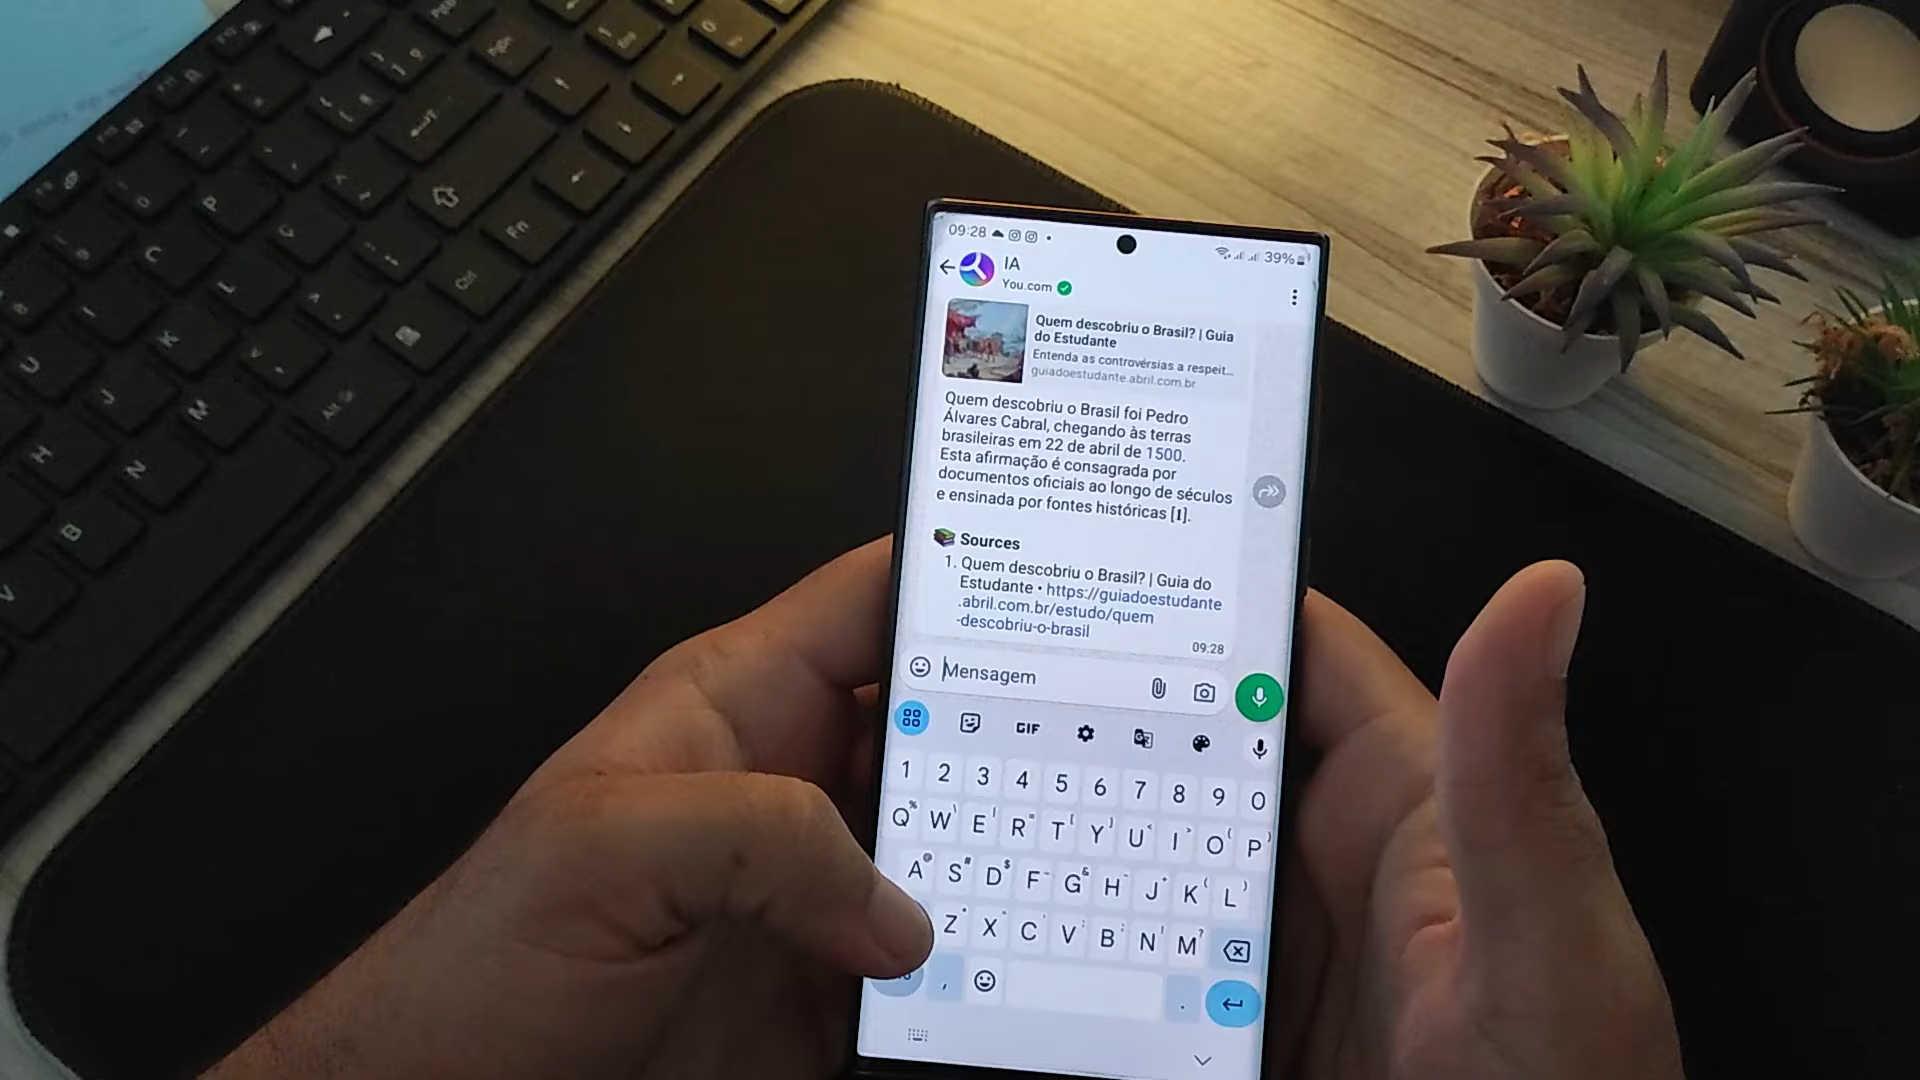 09:28
39%
IA
You.com
Quem descobriu o Brasil? | Guia
do Estudante
Entenda as controvérsias a respeit...
guiadoestudante.abril.com.br
Quem descobriu o Brasil foi Pedro
Álvares Cabral, chegando às terras
brasileiras em 22 de abril de 1500.
Esta afirmação é consagrada por
documentos oficiais ao longo de séculos
e ensinada por fontes históricas [1].
Sources
1. Quem descobriu o Brasil? | Guia do
Estudante • https://guiadoestudante
.abril.com.br/estudo/quem
-descobriu-o-brasil
09:28
Mensagem
GIF
1 2 3 4 5 6 7 8 9 0
Q W E R T Y U I O P
A S D F G H J K L
Z X C V B N M
, .
P
Ç
Fn
C
L
Ctrl
K
U
J
M
Alt Gr
H
N
B
V